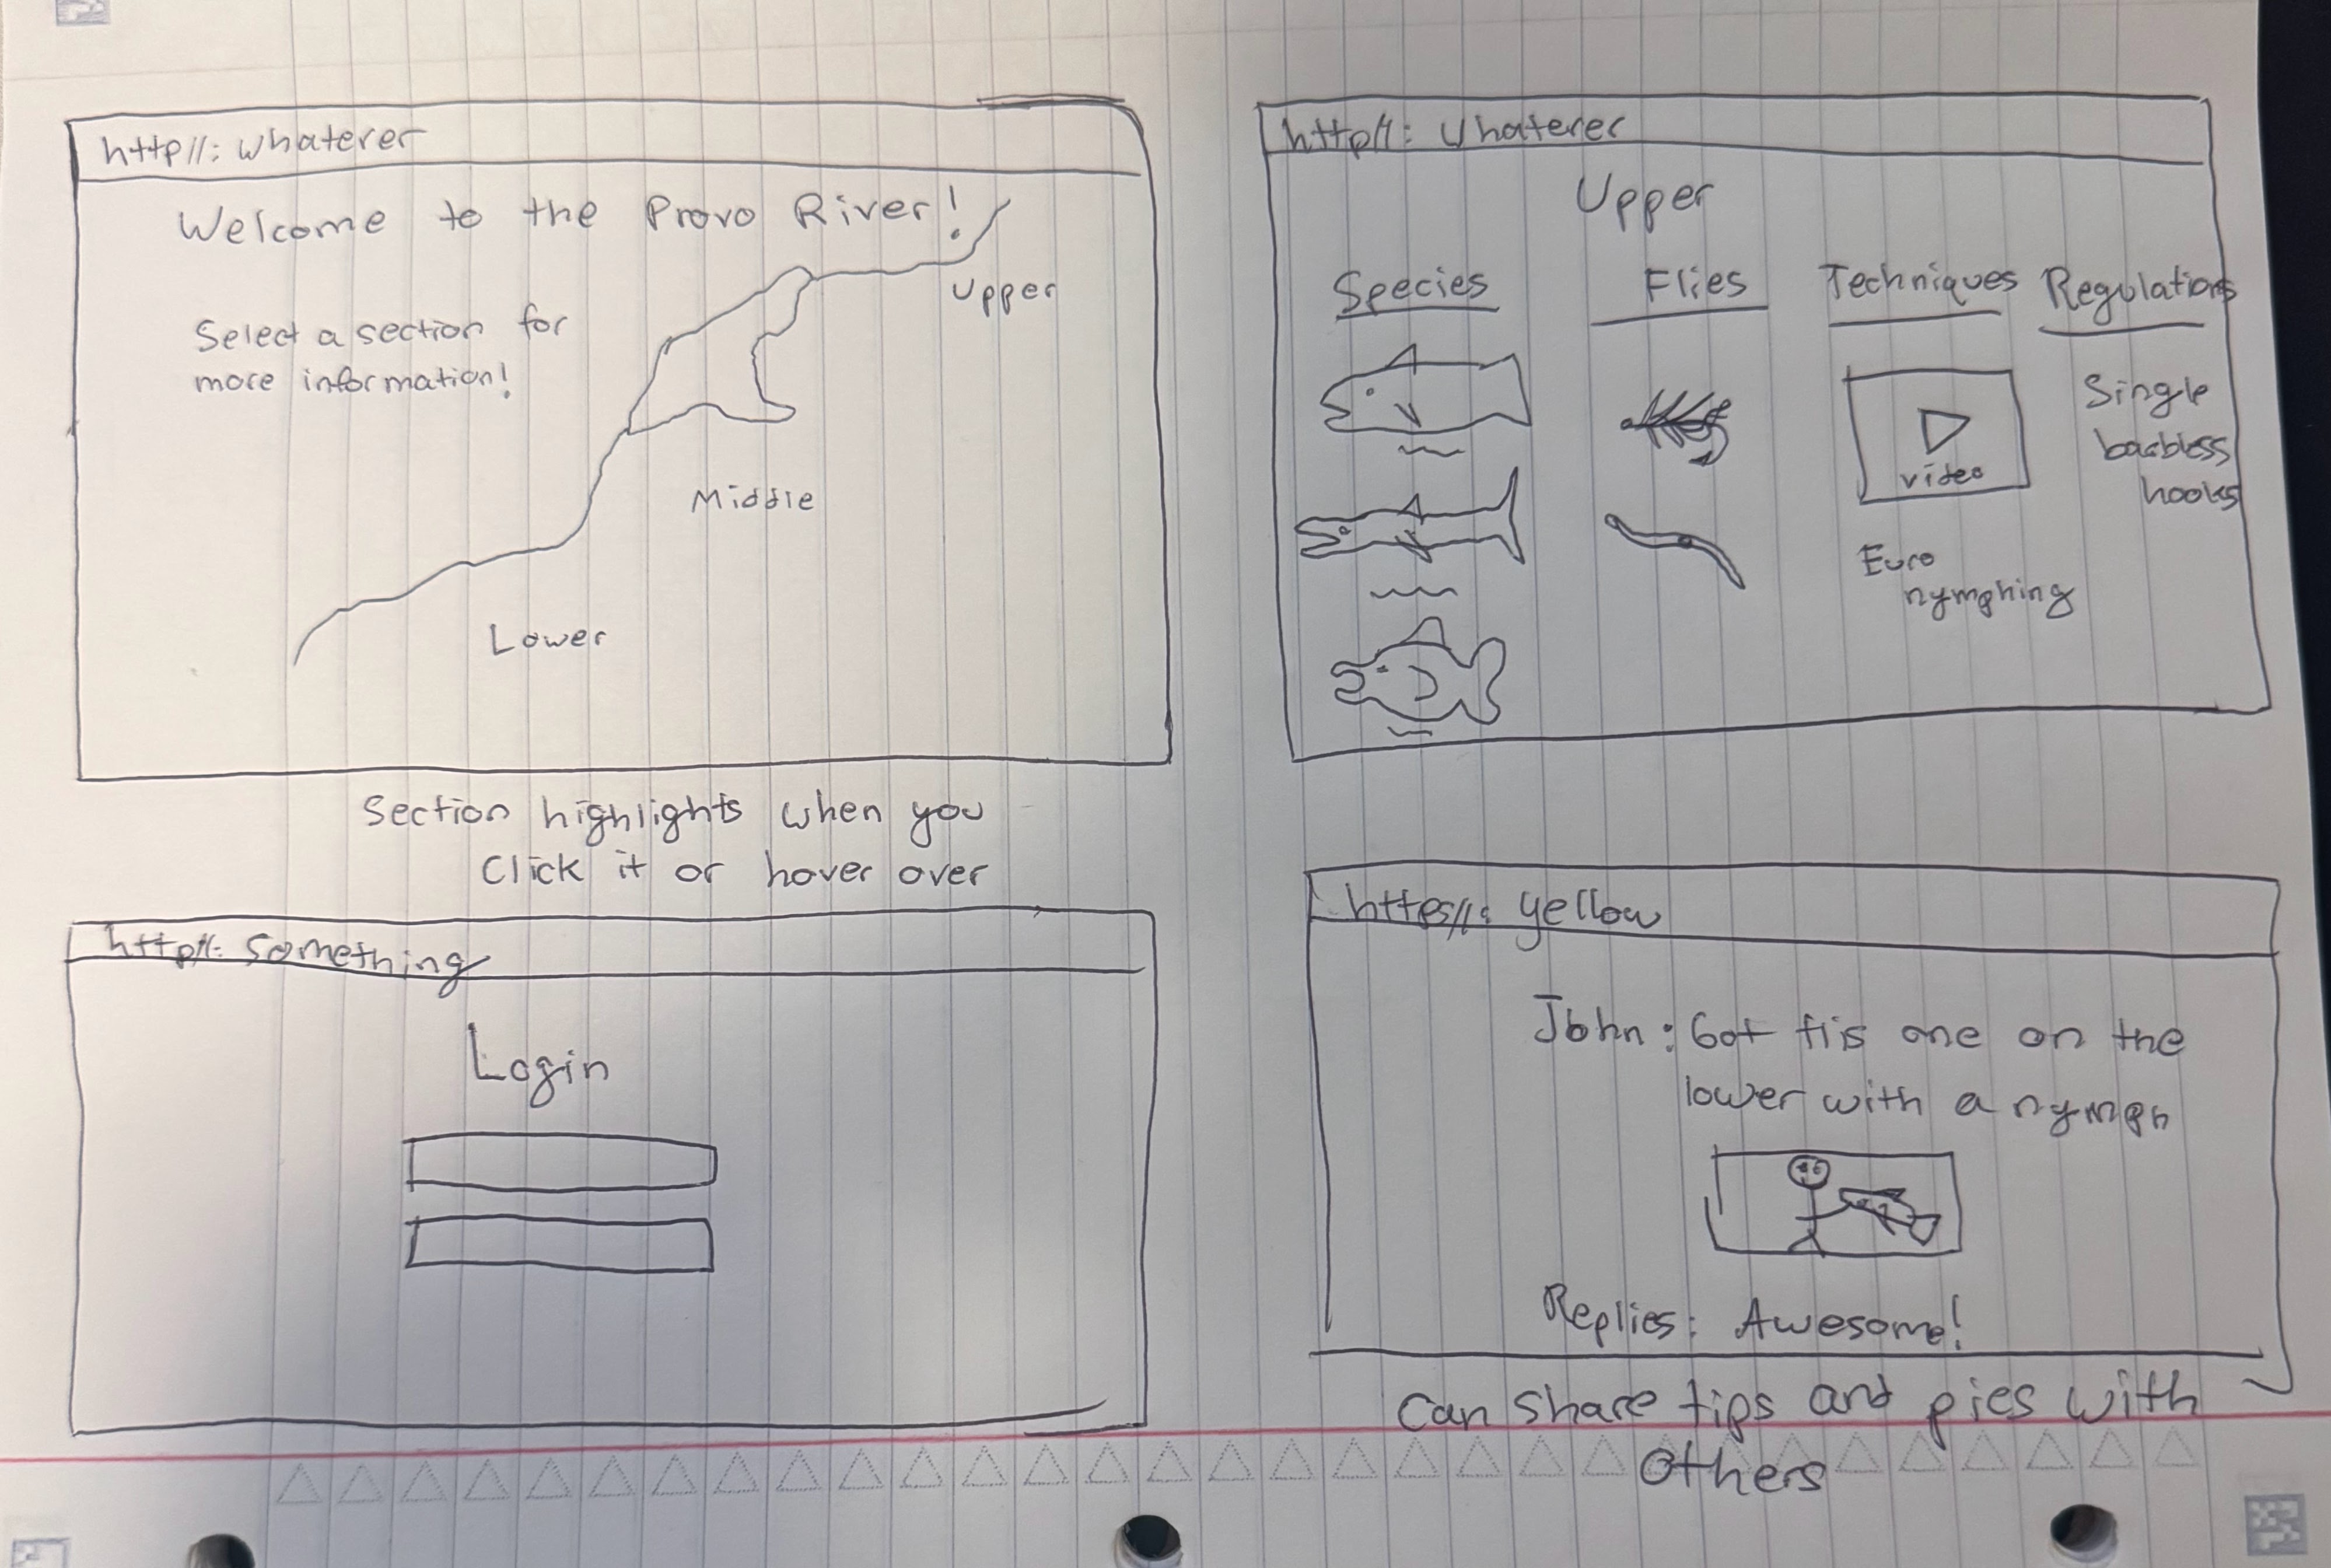 http//: whatever
Welcome to the Provo River!
Select a section for
more information!
Upper
Middle
Lower
Section highlights when you
Click it or hover over
http//: whatever
Upper
Species
Flies
Techniques
Regulations
Single
barbless
hooks
video
Euro
nymphing
http//: Something
Login
https//: yellow
John: Got tis one on the
lower with a nymph
Replies: Awesome!
Can share tips and pics with
others